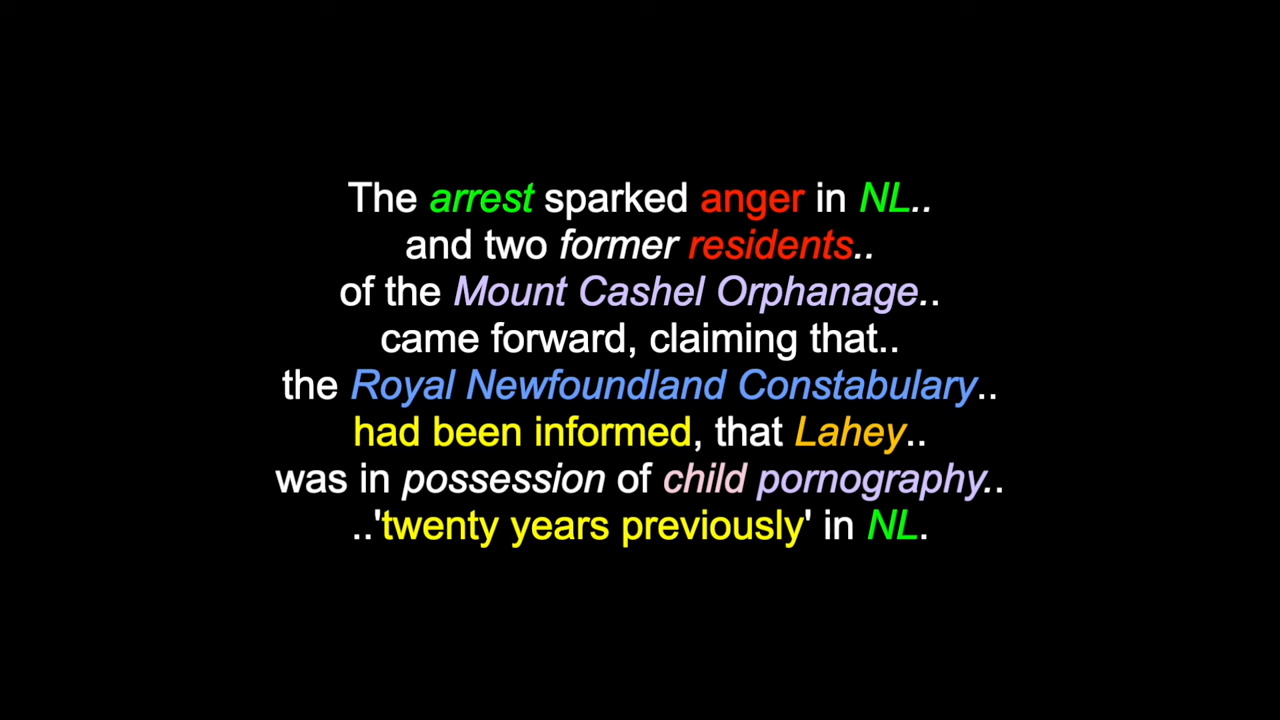 The arrest sparked anger in NL..
and two former residents..
of the Mount Cashel Orphanage..
came forward, claiming that..
the Royal Newfoundland Constabulary..
had been informed, that Lahey..
was in possession of child pornography..
..'twenty years previously' in NL.